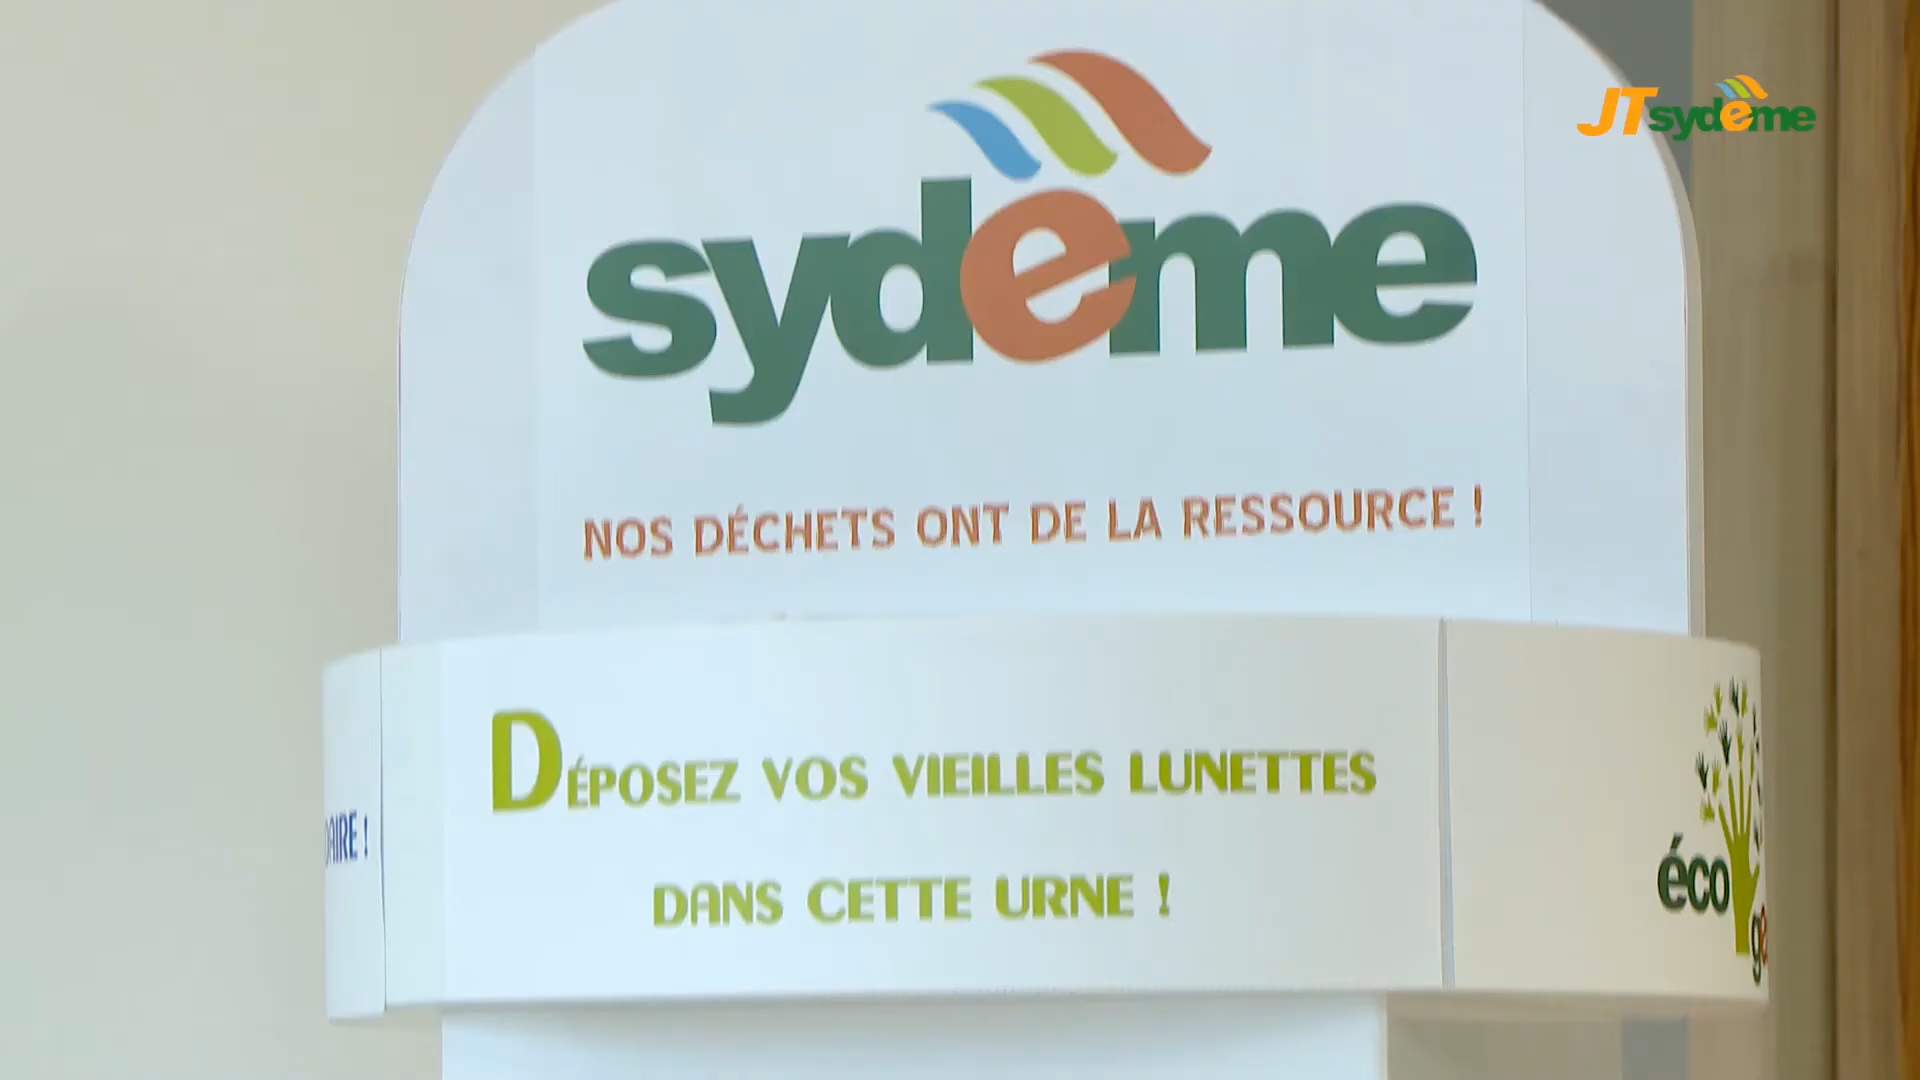 JTsydème
sydème
NOS DÉCHETS ONT DE LA RESSOURCE !
DÉPOSEZ VOS VIEILLES LUNETTES
DANS CETTE URNE !
éco